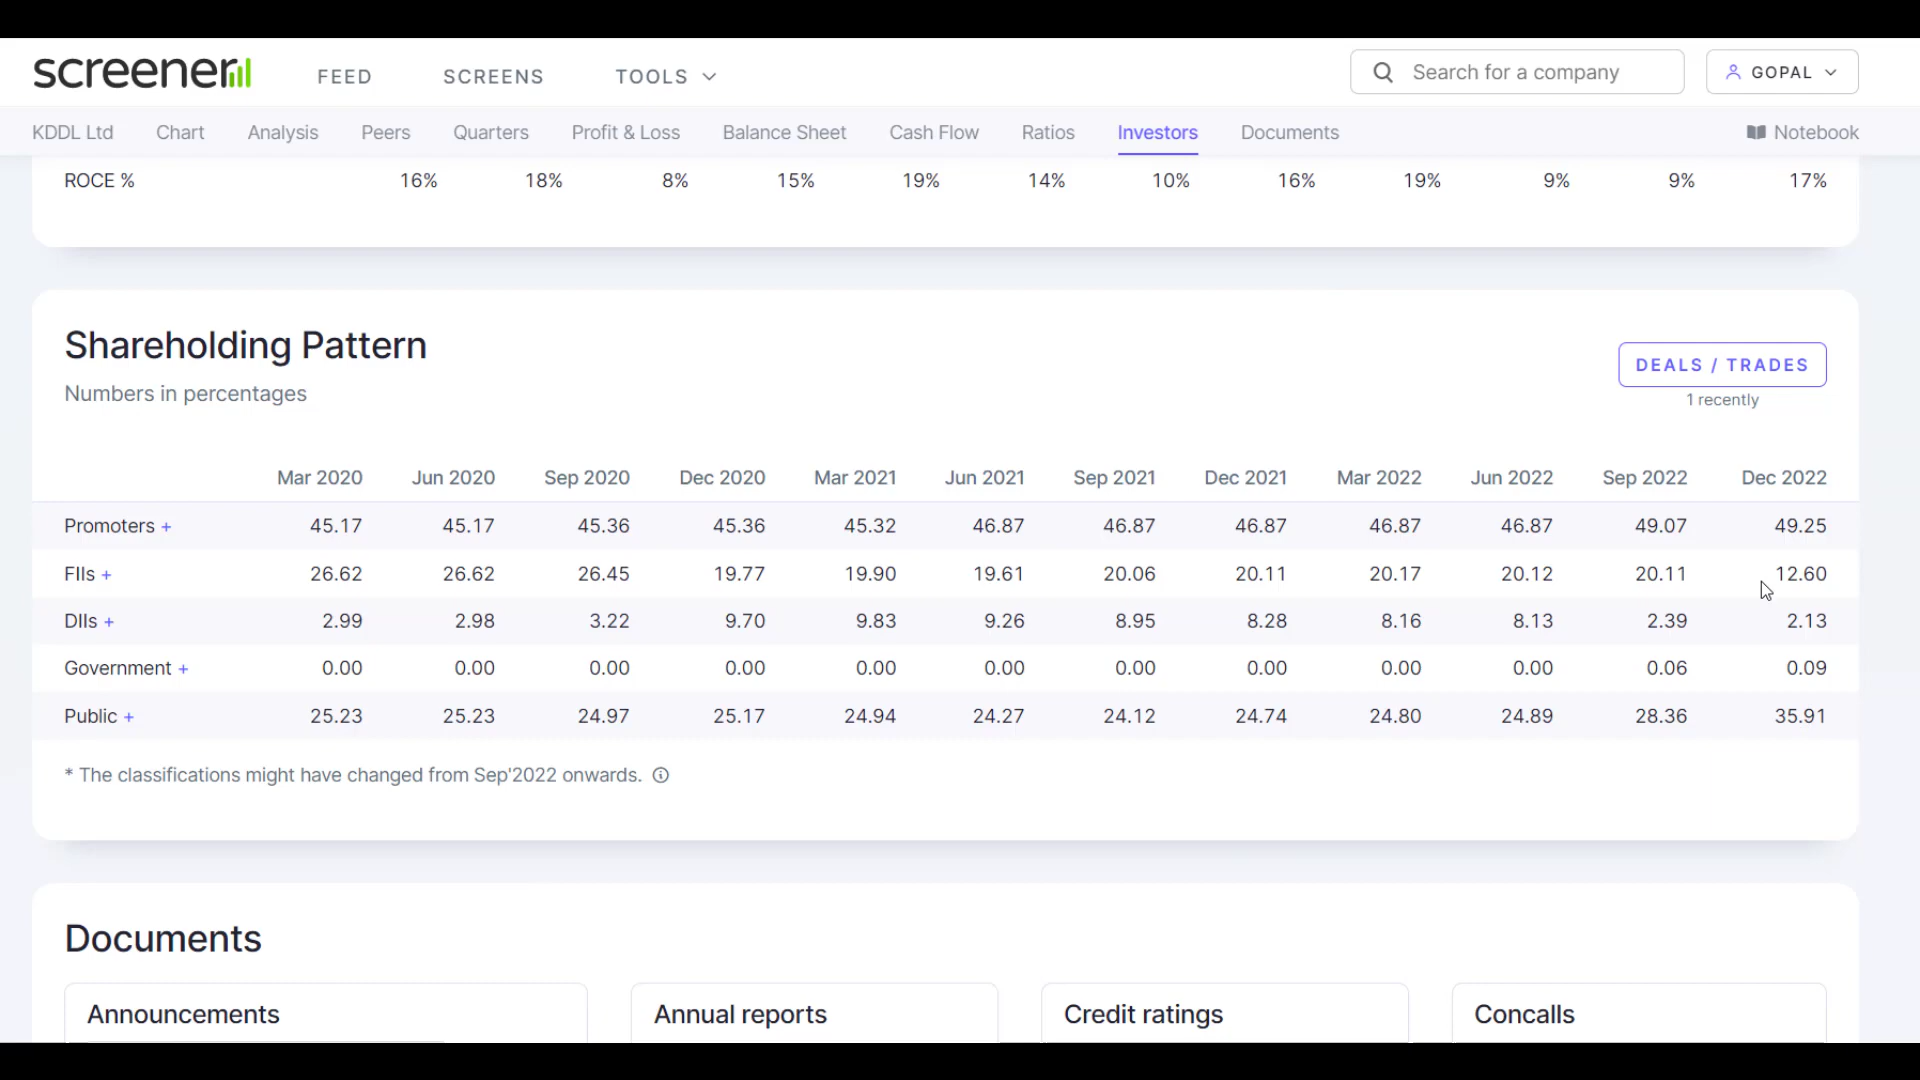 screener FEED SCREENS TOOLS Search for a company GOPAL
KDDL Ltd Chart Analysis Peers Quarters Profit & Loss Balance Sheet Cash Flow Ratios Investors Documents Notebook
ROCE % 16% 18% 8% 15% 19% 14% 10% 16% 19% 9% 9% 17%
Shareholding Pattern
DEALS / TRADES
Numbers in percentages
1 recently
Mar 2020 Jun 2020 Sep 2020 Dec 2020 Mar 2021 Jun 2021 Sep 2021 Dec 2021 Mar 2022 Jun 2022 Sep 2022 Dec 2022
Promoters + 45.17 45.17 45.36 45.36 45.32 46.87 46.87 46.87 46.87 46.87 49.07 49.25
FIIs + 26.62 26.62 26.45 19.77 19.90 19.61 20.06 20.11 20.17 20.12 20.11 12.60
DIIs + 2.99 2.98 3.22 9.70 9.83 9.26 8.95 8.28 8.16 8.13 2.39 2.13
Government + 0.00 0.00 0.00 0.00 0.00 0.00 0.00 0.00 0.00 0.00 0.06 0.09
Public + 25.23 25.23 24.97 25.17 24.94 24.27 24.12 24.74 24.80 24.89 28.36 35.91
* The classifications might have changed from Sep'2022 onwards.
Documents
Announcements Annual reports Credit ratings Concalls